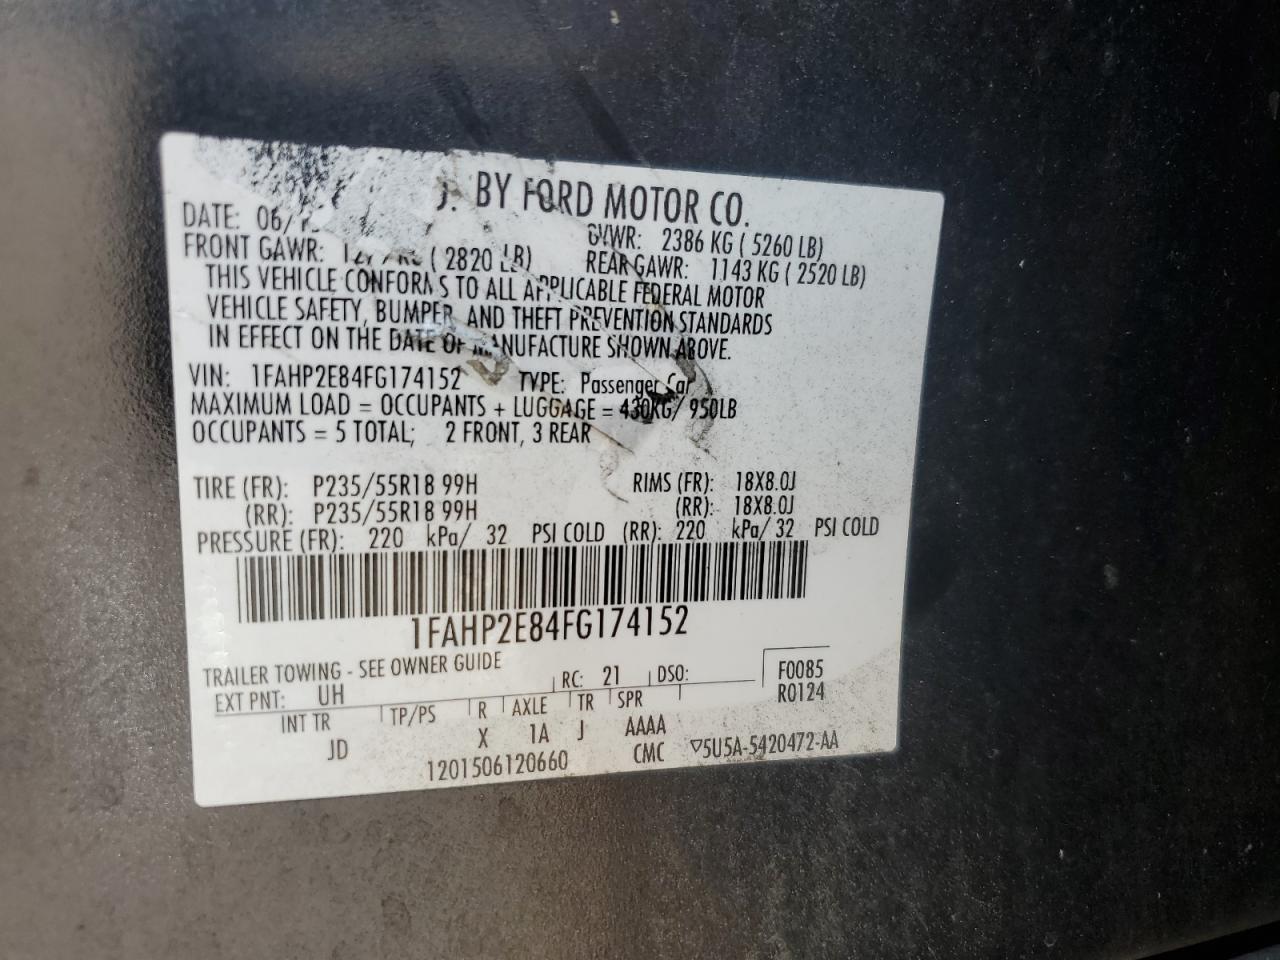 BY FORD MOTOR CO.
DATE: 06/
GVWR: 2386 KG ( 5260 LB)
FRONT GAWR: ( 2820 LB)
REAR GAWR: 1143 KG ( 2520 LB)
THIS VEHICLE CONFORMS TO ALL APPLICABLE FEDERAL MOTOR
VEHICLE SAFETY, BUMPER, AND THEFT PREVENTION STANDARDS
IN EFFECT ON THE DATE OF MANUFACTURE SHOWN ABOVE.
VIN: 1FAHP2E84FG174152 TYPE: Passenger Car
MAXIMUM LOAD = OCCUPANTS + LUGGAGE = 430KG/ 950LB
OCCUPANTS = 5 TOTAL; 2 FRONT, 3 REAR
TIRE (FR): P235/55R18 99H RIMS (FR): 18X8.0J
(RR): P235/55R18 99H (RR): 18X8.0J
PRESSURE (FR): 220 kPa/ 32 PSI COLD (RR): 220 kPa/ 32 PSI COLD
1FAHP2E84FG174152
TRAILER TOWING - SEE OWNER GUIDE
EXT PNT: UH RC: 21 DSO: F0085
R0124
INT TR TP/PS R AXLE TR SPR
JD X 1A J AAAA
1201506120660 CMC ▽5U5A-5420472-AA